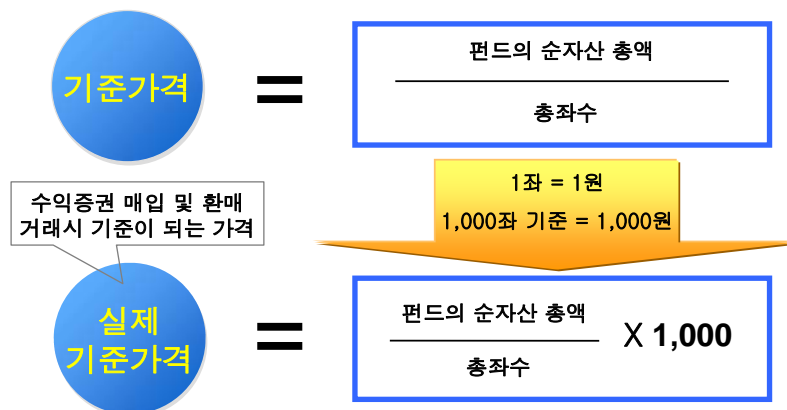 기준가격
=
펀드의 순자산 총액
총좌수
1좌 = 1원
1,000좌 기준 = 1,000원
수익증권 매입 및 환매
거래시 기준이 되는 가격
실제
기준가격
=
펀드의 순자산 총액
총좌수
X 1,000